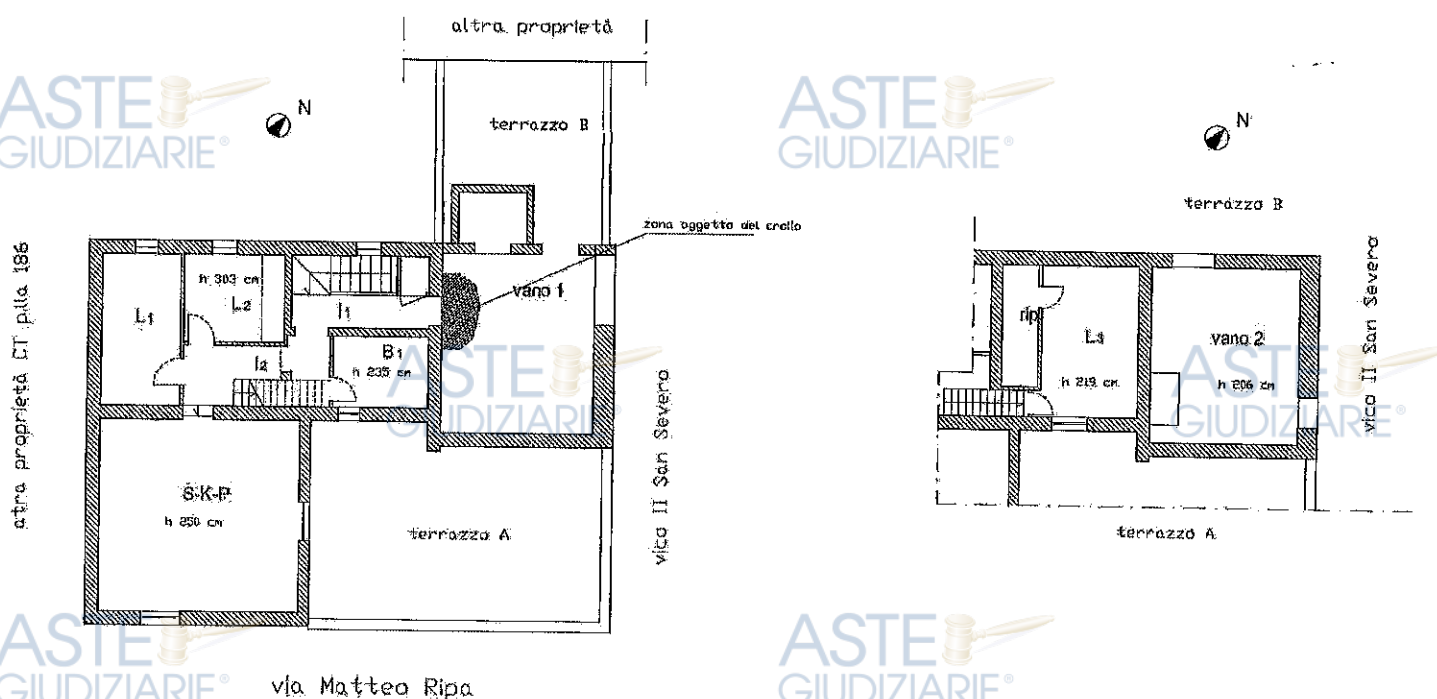 altra proprietà
ASTE
GIUDIZIARIE®
N
terrazzo B
zona oggetto del crollo
altra proprietà CT p.lla 186
h 303 cm
L2
L1
I1
vano 1
I2
B1
h 235 cm
ASTE
GIUDIZIARIE®
S-K-P
h 250 cm
terrazzo A
vico II San Severo
ASTE
GIUDIZIARIE®
via Matteo Ripa
ASTE
GIUDIZIARIE®
N
terrazzo B
rip
L3
h 219 cm
vano 2
h 206 cm
vico II San Severo
ASTE
GIUDIZIARIE®
terrazzo A
ASTE
GIUDIZIARIE®